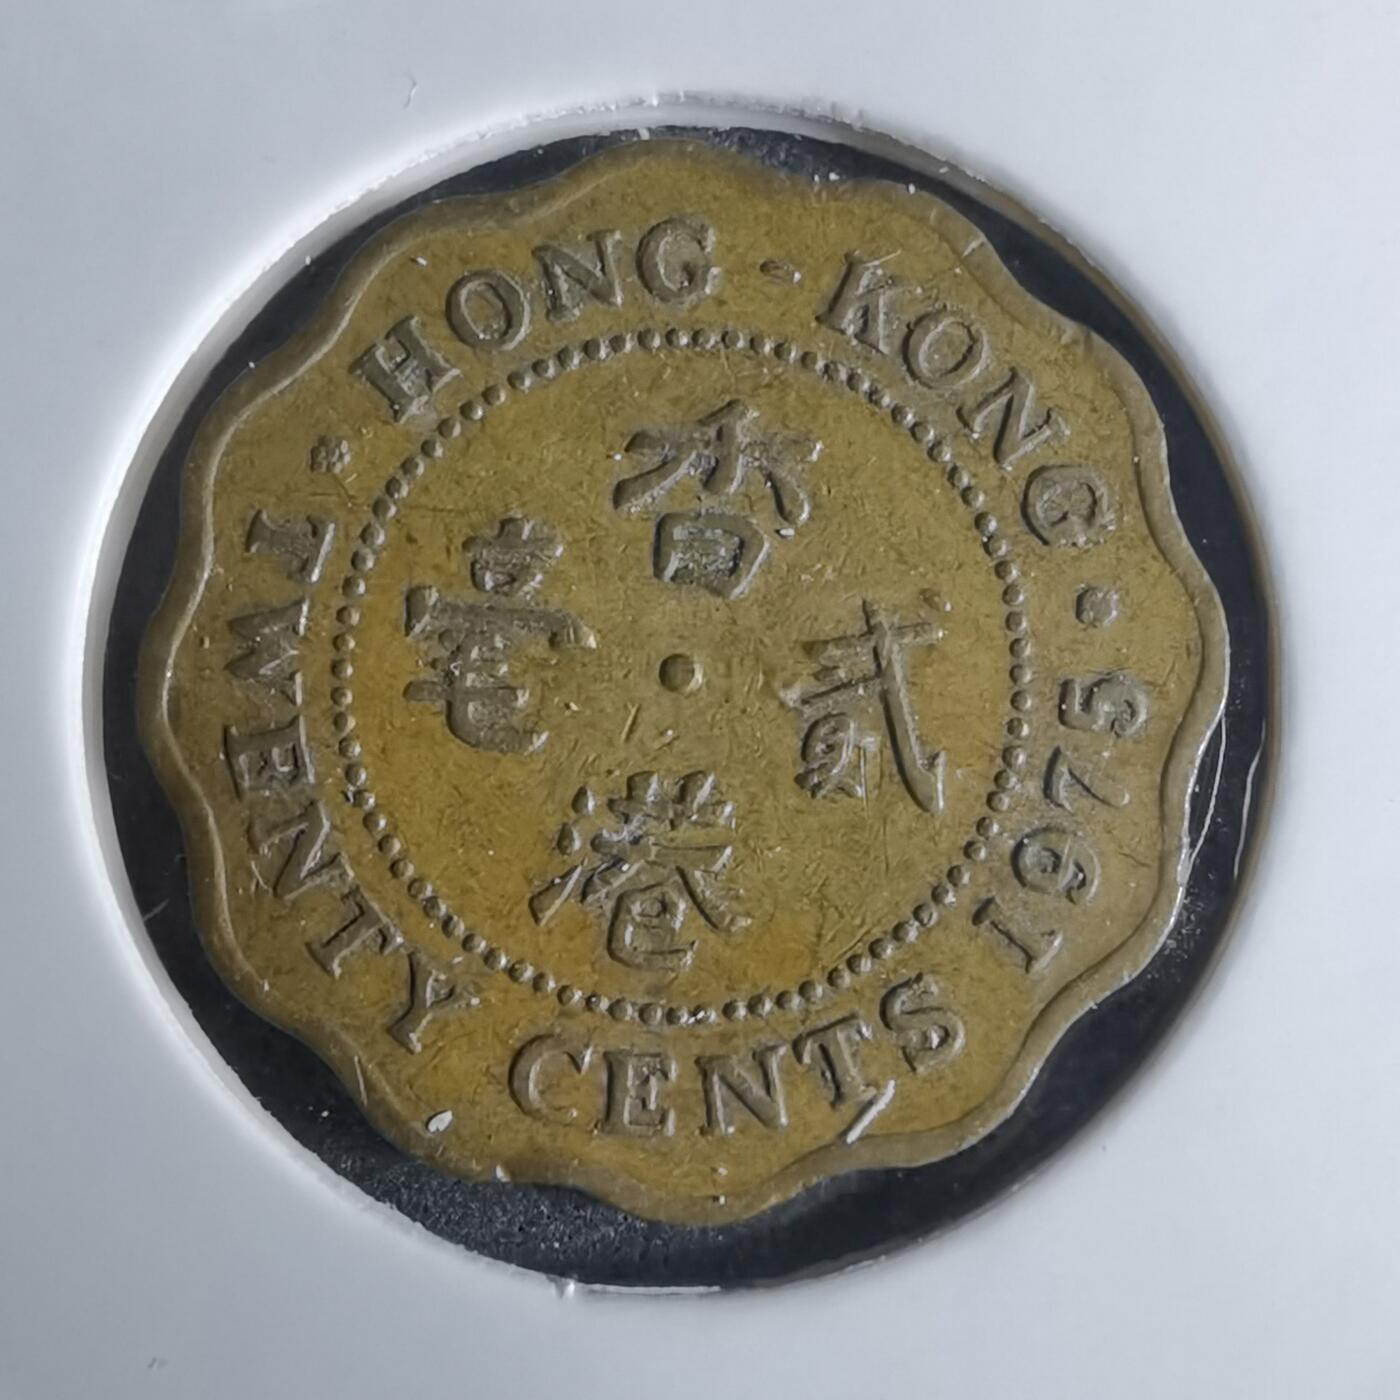 HONG·KONG
TWENTY CENTS 1975
香港
貳毫